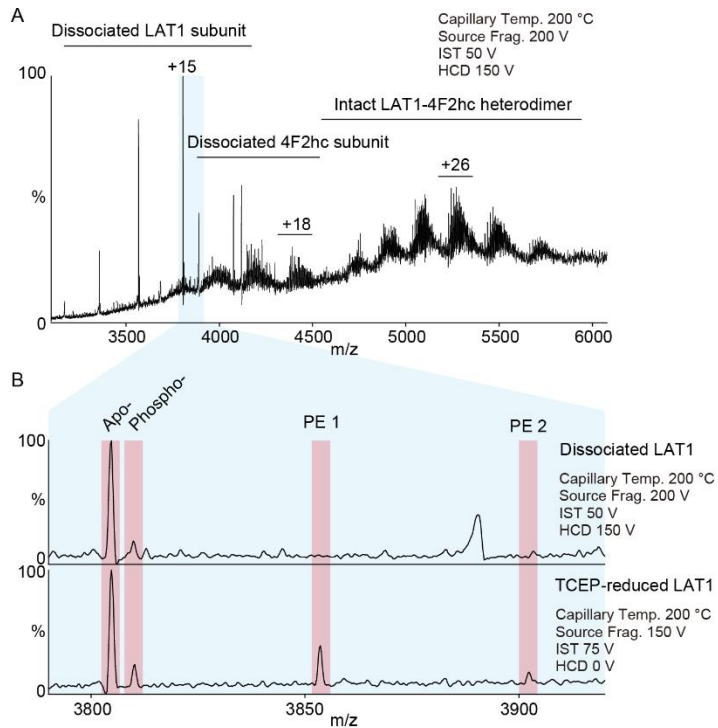 A
Capillary Temp. 200 °C
Source Frag. 200 V
IST 50 V
HCD 150 V
Dissociated LAT1 subunit
100
+15
Intact LAT1-4F2hc heterodimer
Dissociated 4F2hc subunit
+26
%
+18
0
3500 4000 4500 5000 5500 6000
m/z
B
Apo-
Phospho-
PE 1
PE 2
100
Dissociated LAT1
%
Capillary Temp. 200 °C
Source Frag. 200 V
IST 50 V
HCD 150 V
0
100
TCEP-reduced LAT1
%
Capillary Temp. 200 °C
Source Frag. 150 V
IST 75 V
HCD 0 V
0
3800 3850 3900
m/z